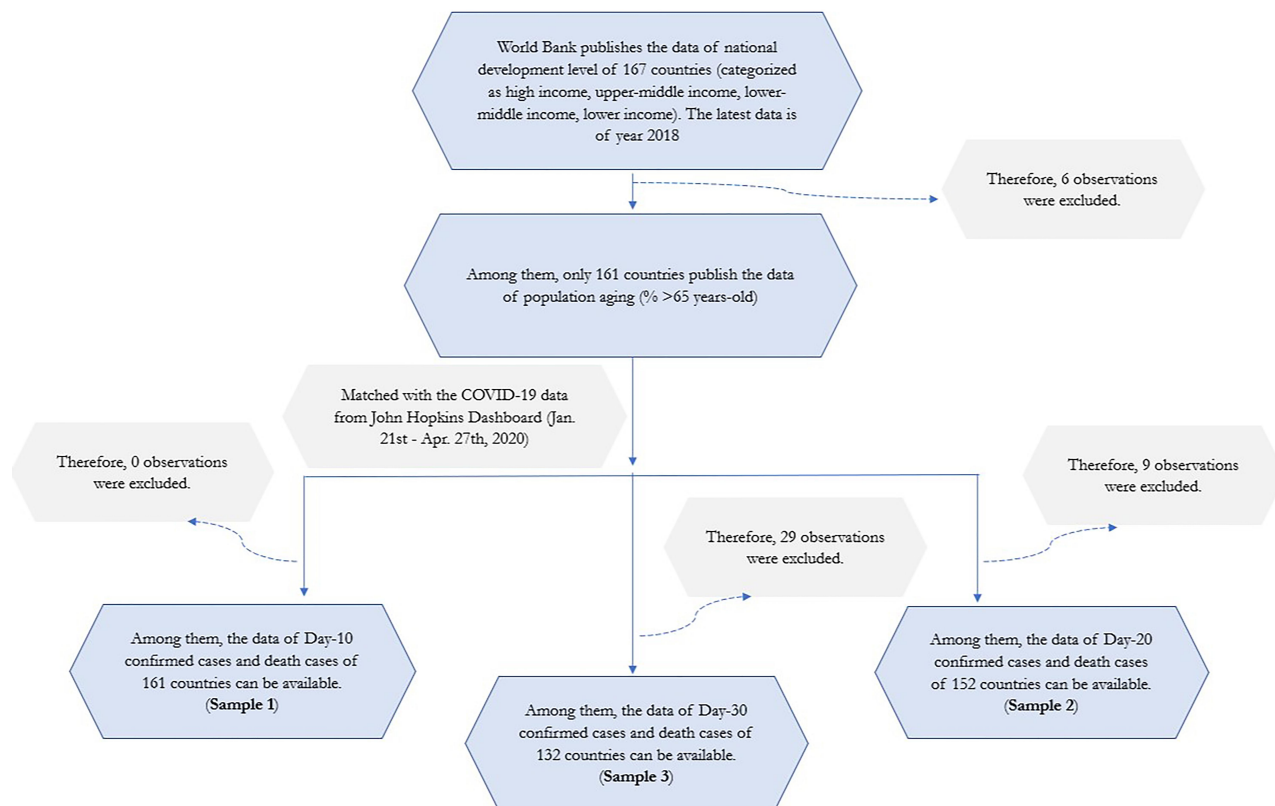 World Bank publishes the data of national
development level of 167 countries (categorized
as high income, upper-middle income, lower-
middle income, lower income). The latest data is
of year 2018
Therefore, 6 observations
were excluded.
Among them, only 161 countries publish the data
of population aging (% >65 years-old)
Matched with the COVID-19 data
from John Hopkins Dashboard (Jan.
21st - Apr. 27th, 2020)
Therefore, 0 observations
were excluded.
Therefore, 29 observations
were excluded.
Therefore, 9 observations
were excluded.
Among them, the data of Day-10
confirmed cases and death cases of
161 countries can be available.
(Sample 1)
Among them, the data of Day-30
confirmed cases and death cases of
132 countries can be available.
(Sample 3)
Among them, the data of Day-20
confirmed cases and death cases
of 152 countries can be available.
(Sample 2)